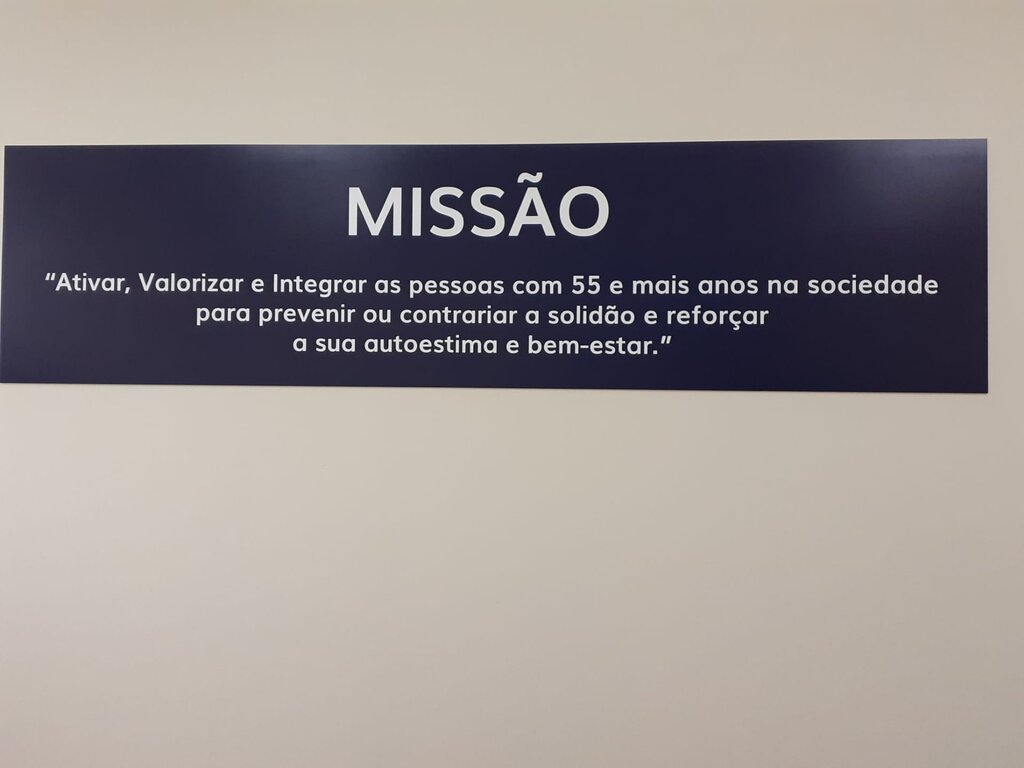 MISSÃO
“Ativar, Valorizar e Integrar as pessoas com 55 e mais anos na sociedade
para prevenir ou contrariar a solidão e reforçar
a sua autoestima e bem-estar.”